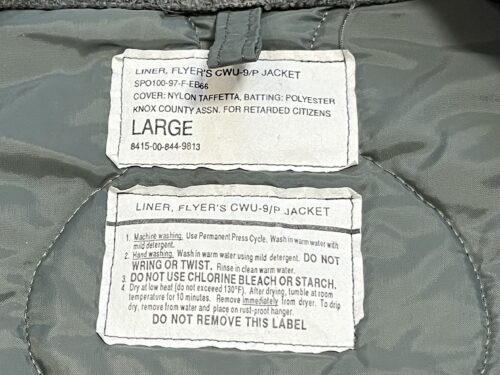 LINER, FLYER'S CWU-9/P JACKET
SPO100-97-F-EB66
COVER: NYLON TAFFETTA, BATTING: POLYESTER
KNOX COUNTY ASSN. FOR RETARDED CITIZENS
LARGE
8415-00-844-9813
LINER, FLYER'S CWU-9/P JACKET
1. Machine washing. Use Permanent Press Cycle. Wash in warm water with
mild detergent.
2. Hand washing. Wash in warm water using mild detergent. DO NOT
WRING OR TWIST. Rinse in clean warm water.
3. DO NOT USE CHLORINE BLEACH OR STARCH.
4. Dry at low heat (do not exceed 130°F). After drying, tumble at room
temperature for 10 minutes. Remove immediately from dryer. To drip
dry, remove from water and place on rust-proof hanger.
DO NOT REMOVE THIS LABEL